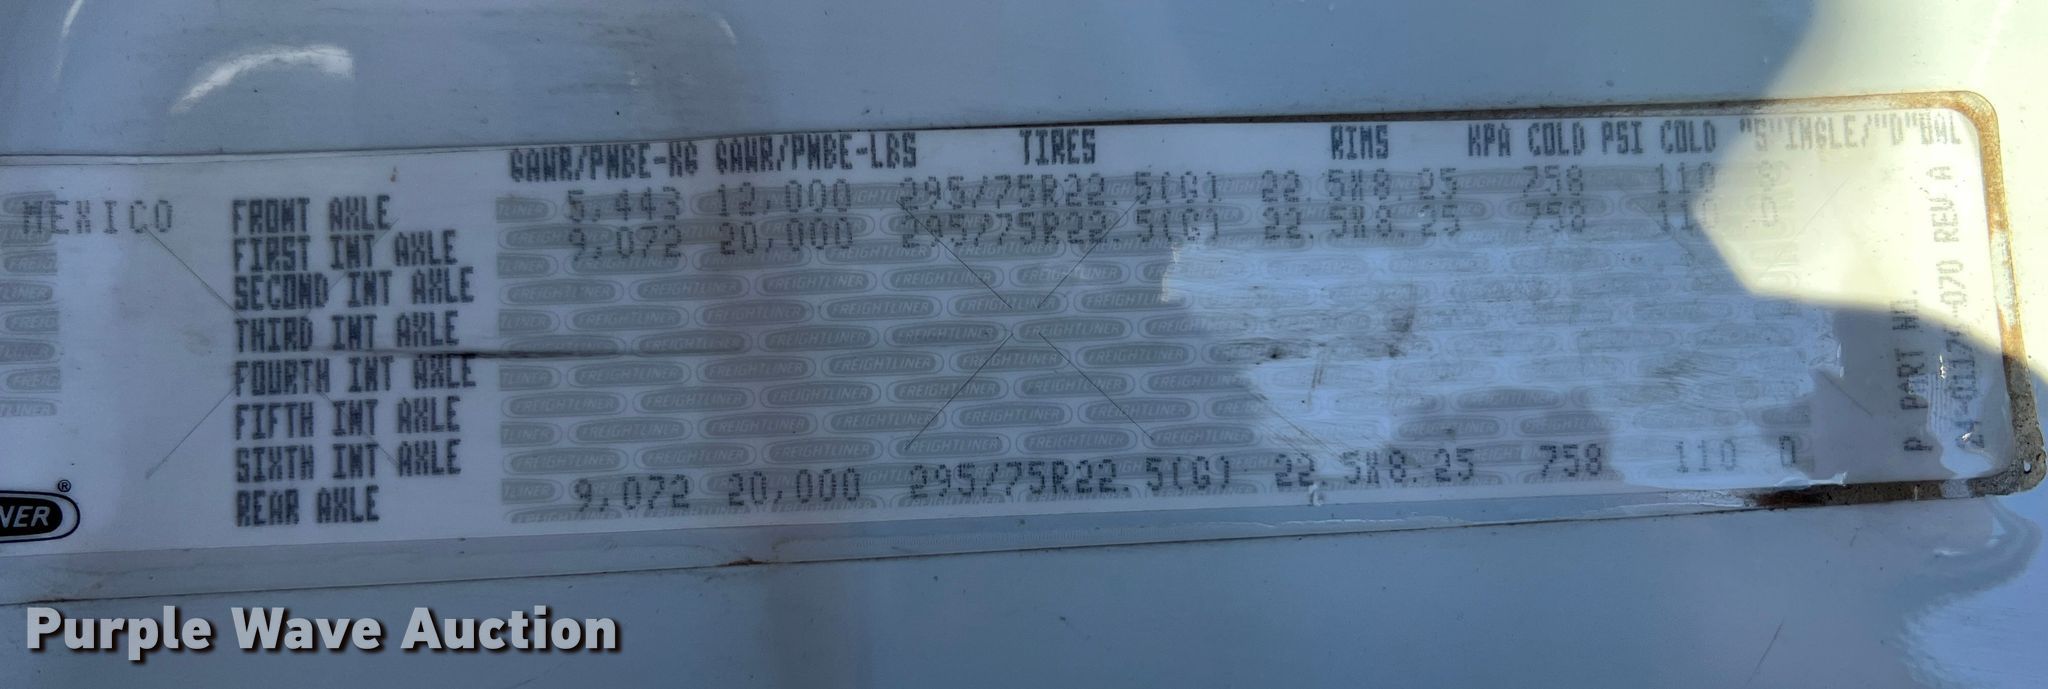 GAWR/PNBE-KG GAWR/PNBE-LBS TIRES RIMS KPA COLD PSI COLD "S"INGLE/"D"UAL
MEXICO
FRONT AXLE 5,443 12,000 295/75R22.5(G) 22.5X8.25 758 110
FIRST INT AXLE 9,072 20,000 295/75R22.5(G) 22.5X8.25 758
SECOND INT AXLE
THIRD INT AXLE
FOURTH INT AXLE
FIFTH INT AXLE
SIXTH INT AXLE
REAR AXLE 9,072 20,000 295/75R22.5(G) 22.5X8.25 758 110 D
PART NO.
070 REV A
FREIGHTLINER
NER®
Purple Wave Auction